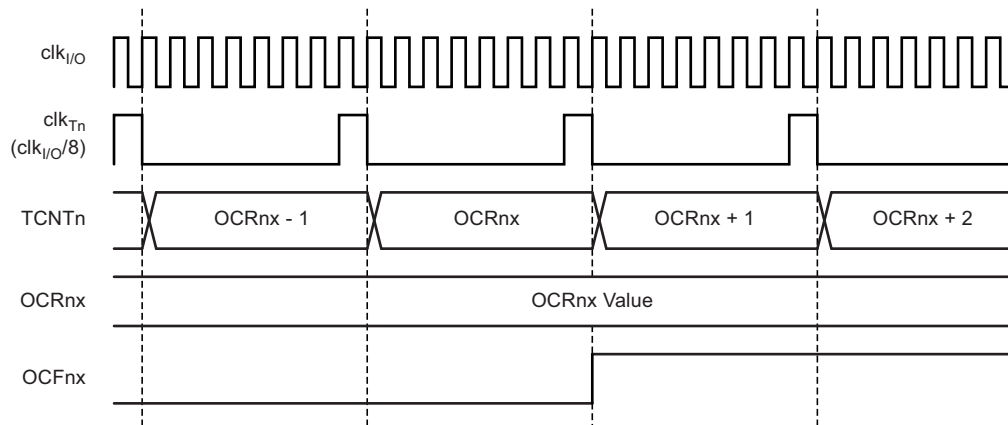 clkI/O
clkTn
(clkI/O/8)
TCNTn
OCRnx - 1
OCRnx
OCRnx + 1
OCRnx + 2
OCRnx
OCRnx Value
OCFnx